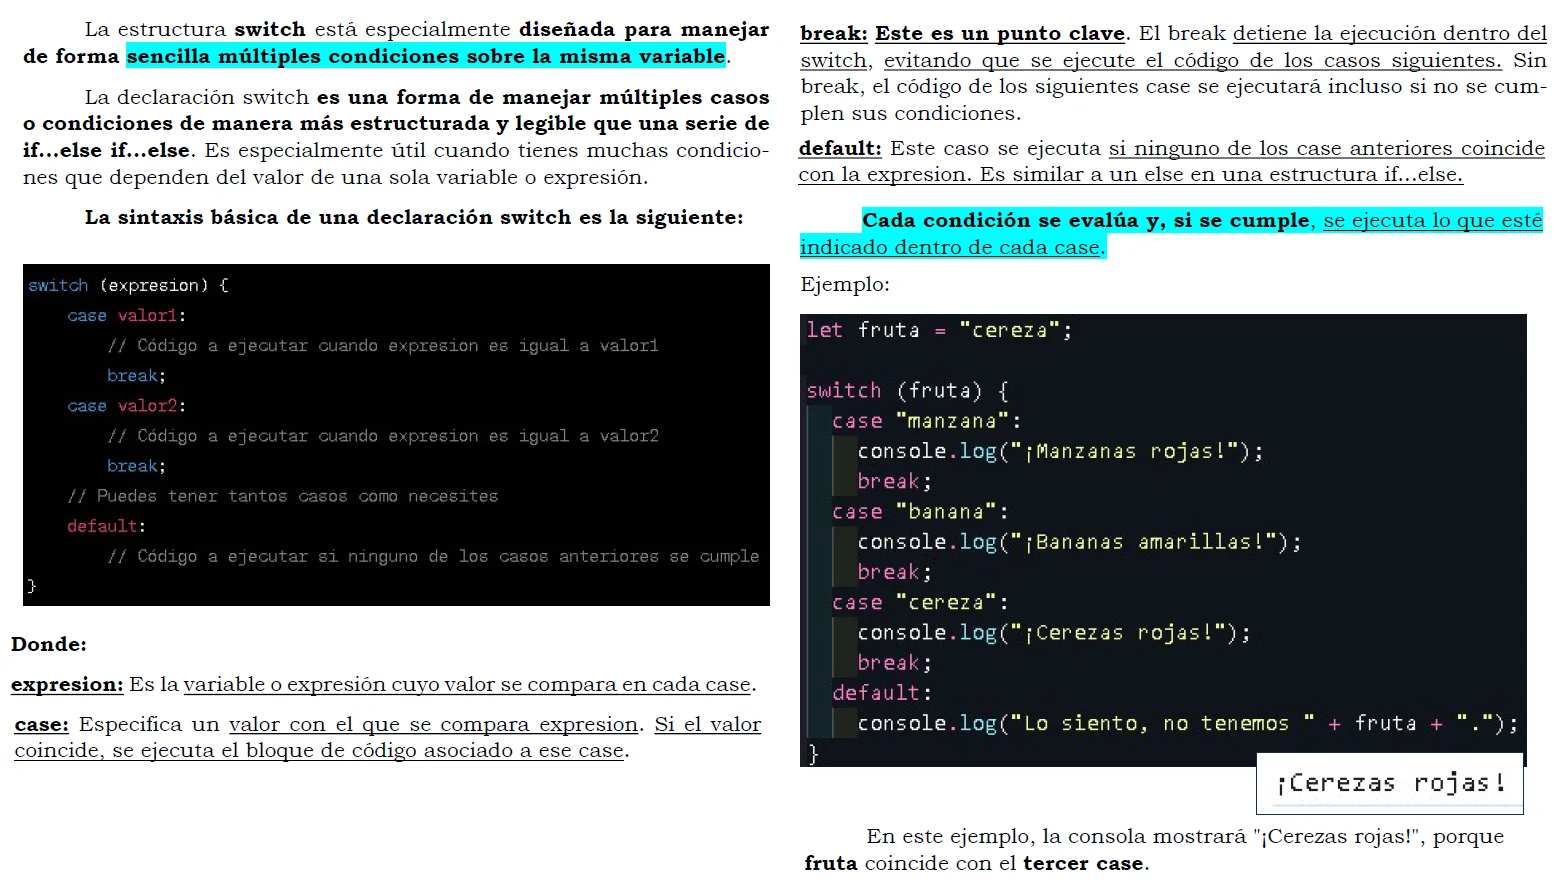 La estructura switch está especialmente diseñada para manejar
de forma sencilla múltiples condiciones sobre la misma variable.
La declaración switch es una forma de manejar múltiples casos
o condiciones de manera más estructurada y legible que una serie de
if...else if...else. Es especialmente útil cuando tienes muchas condicio-
nes que dependen del valor de una sola variable o expresión.
La sintaxis básica de una declaración switch es la siguiente:
switch (expresion) {
case valor1:
// Código a ejecutar cuando expresion es igual a valor1
break;
case valor2:
// Código a ejecutar cuando expresion es igual a valor2
break;
// Puedes tener tantos casos como necesites
default:
// Código a ejecutar si ninguno de los casos anteriores se cumple
}
Donde:
expresion: Es la variable o expresión cuyo valor se compara en cada case.
case: Especifica un valor con el que se compara expresion. Si el valor
coincide, se ejecuta el bloque de código asociado a ese case.
break: Este es un punto clave. El break detiene la ejecución dentro del
switch, evitando que se ejecute el código de los casos siguientes. Sin
break, el código de los siguientes case se ejecutará incluso si no se cum-
plen sus condiciones.
default: Este caso se ejecuta si ninguno de los case anteriores coincide
con la expresion. Es similar a un else en una estructura if...else.
Cada condición se evalúa y, si se cumple, se ejecuta lo que esté
indicado dentro de cada case.
Ejemplo:
let fruta = "cereza";
switch (fruta) {
case "manzana":
console.log("¡Manzanas rojas!");
break;
case "banana":
console.log("¡Bananas amarillas!");
break;
case "cereza":
console.log("¡Cerezas rojas!");
break;
default:
console.log("Lo siento, no tenemos " + fruta + ".");
}
¡Cerezas rojas!
En este ejemplo, la consola mostrará "¡Cerezas rojas!", porque
fruta coincide con el tercer case.